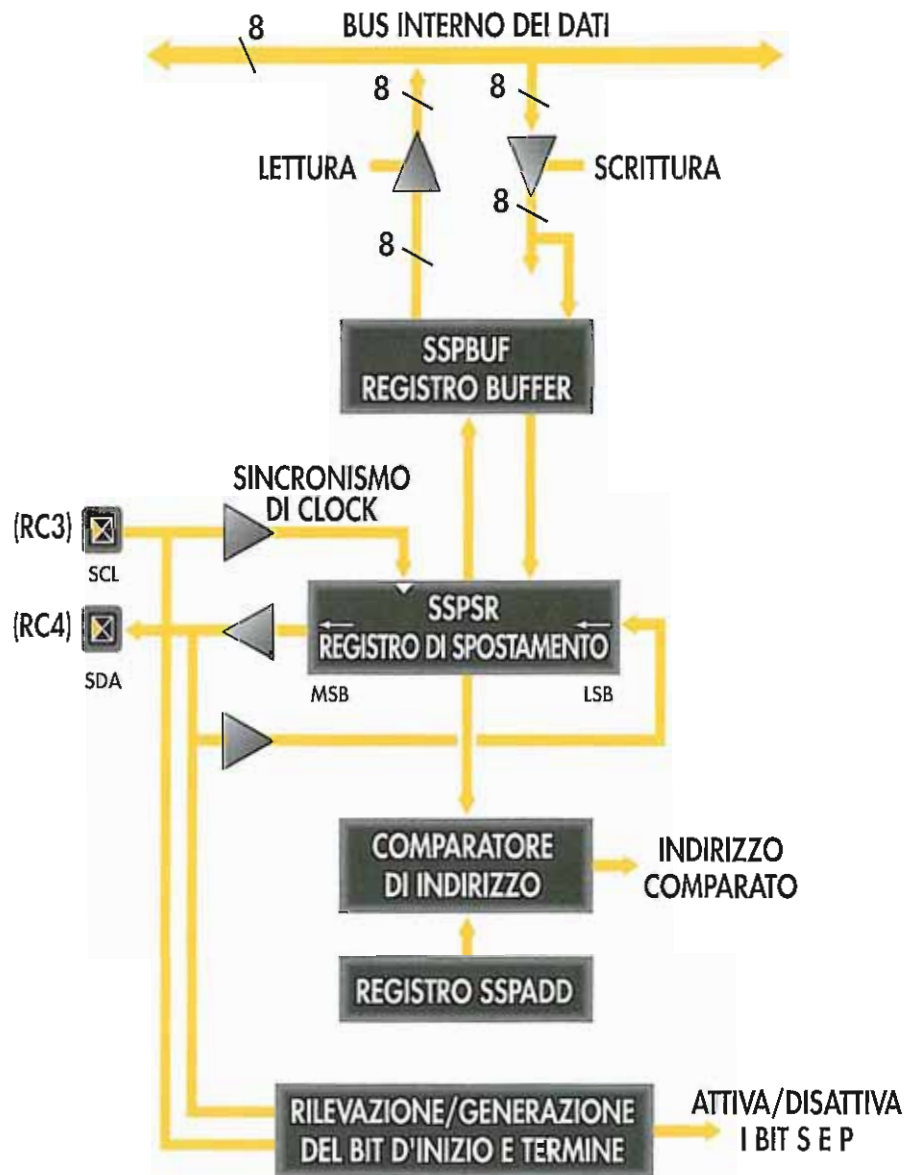 8
BUS INTERNO DEI DATI
8
8
LETTURA
SCRITTURA
8
8
SSPBUF
REGISTRO BUFFER
SINCRONISMO
DI CLOCK
(RC3)
SCL
SSPSR
REGISTRO DI SPOSTAMENTO
(RC4)
SDA
MSB
LSB
COMPARATORE
DI INDIRIZZO
INDIRIZZO
COMPARATO
REGISTRO SSPADD
RILEVAZIONE/GENERAZIONE
DEL BIT D'INIZIO E TERMINE
ATTIVA/DISATTIVA
I BIT S E P